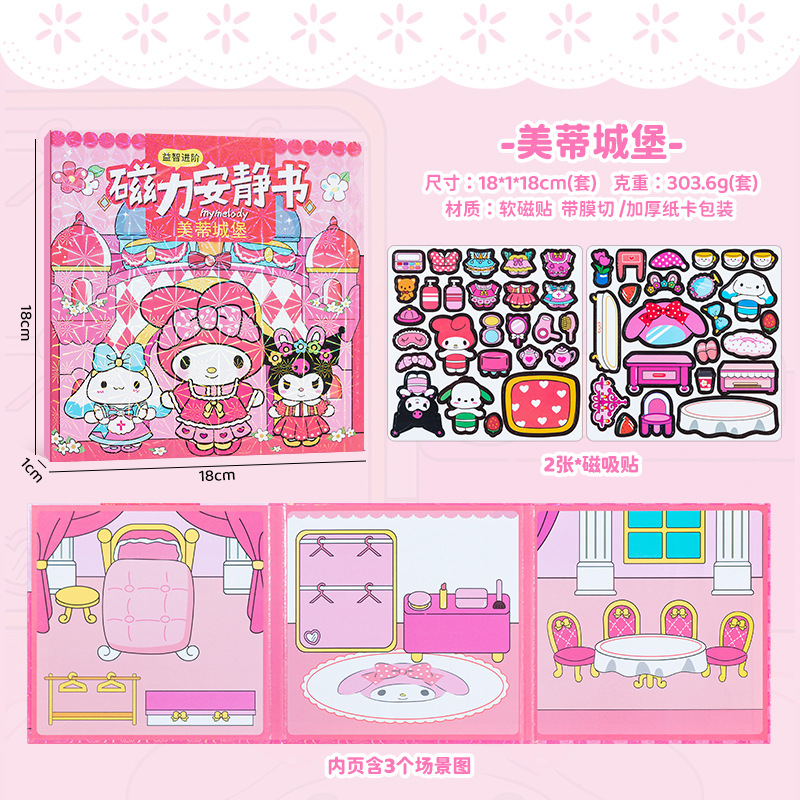 -美蒂城堡-
尺寸：18*1*18cm(套) 克重：303.6g(套)
材质：软磁贴 带膜切 /加厚纸卡包装
益智进阶
磁力安静书
mymelody
美蒂城堡
18cm
1cm
18cm
2张*磁吸贴
内页含3个场景图